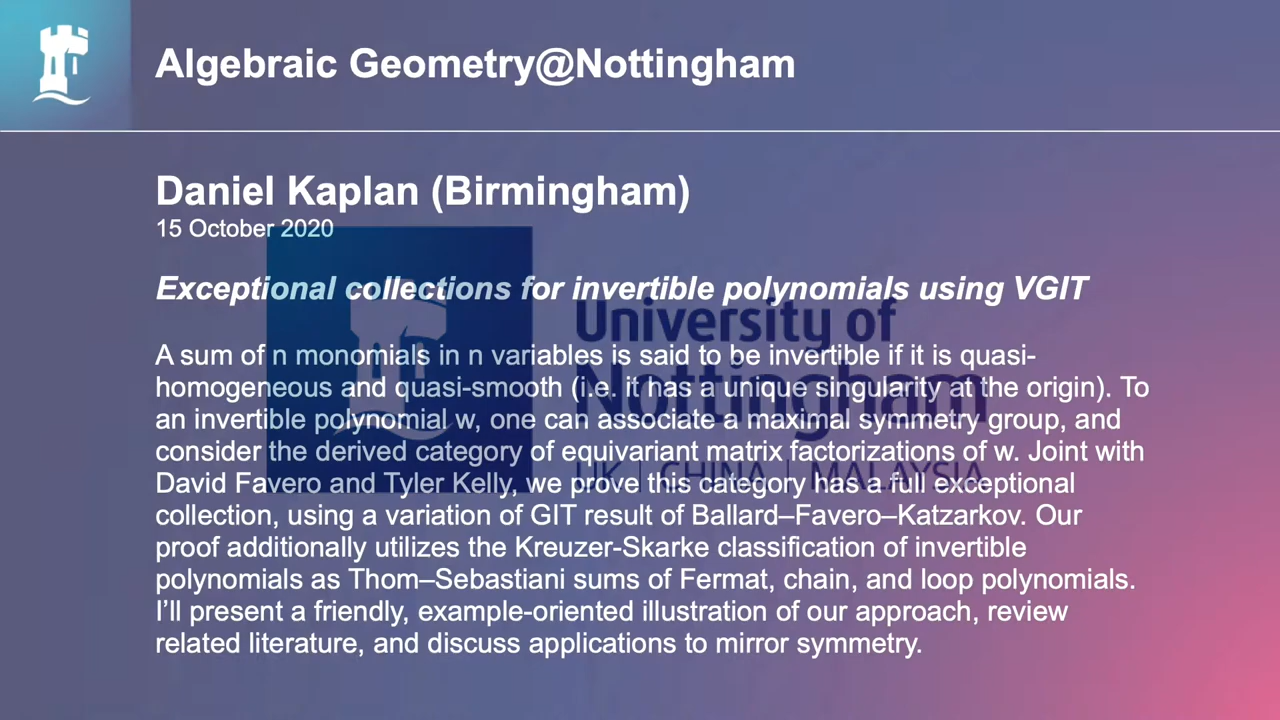 Algebraic Geometry@Nottingham
Daniel Kaplan (Birmingham)
15 October 2020
Exceptional collections for invertible polynomials using VGIT
University of
Nottingham
UK | CHINA | MALAYSIA
A sum of n monomials in n variables is said to be invertible if it is quasi-
homogeneous and quasi-smooth (i.e. it has a unique singularity at the origin). To
an invertible polynomial w, one can associate a maximal symmetry group, and
consider the derived category of equivariant matrix factorizations of w. Joint with
David Favero and Tyler Kelly, we prove this category has a full exceptional
collection, using a variation of GIT result of Ballard–Favero–Katzarkov. Our
proof additionally utilizes the Kreuzer-Skarke classification of invertible
polynomials as Thom–Sebastiani sums of Fermat, chain, and loop polynomials.
I’ll present a friendly, example-oriented illustration of our approach, review
related literature, and discuss applications to mirror symmetry.